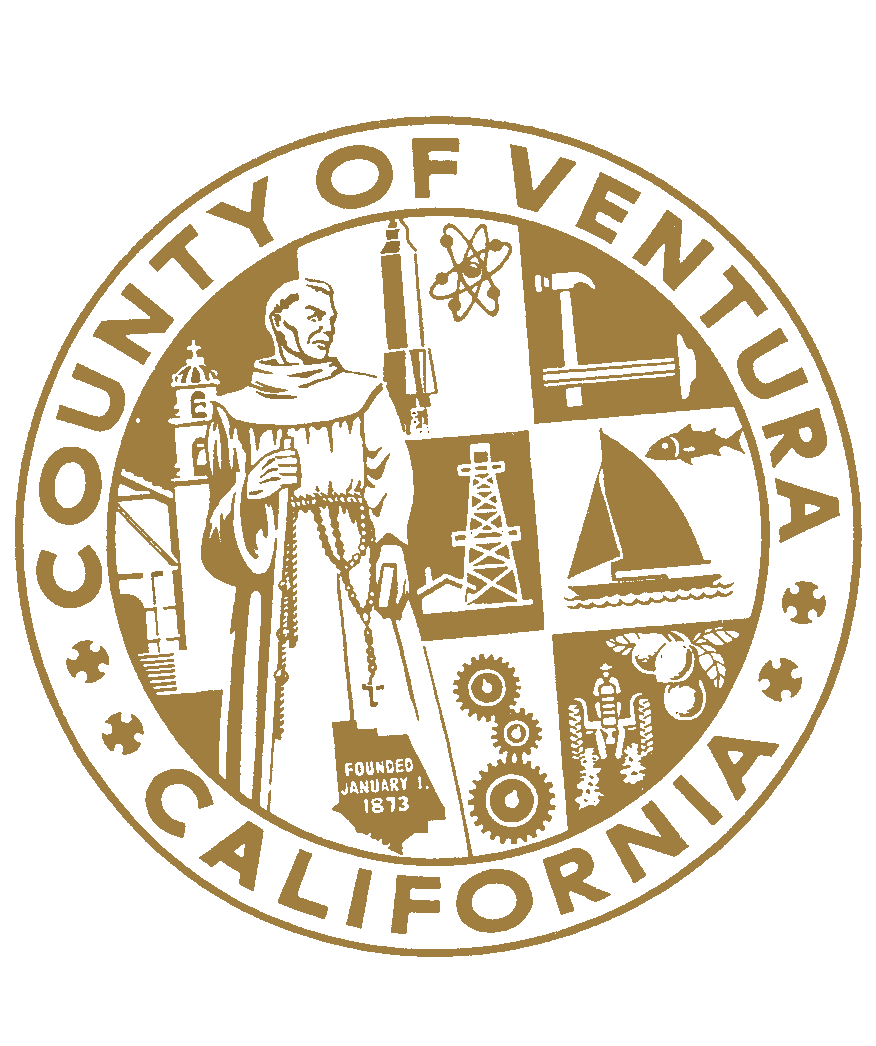 COUNTY OF VENTURA
CALIFORNIA
FOUNDED
JANUARY 1.
1873